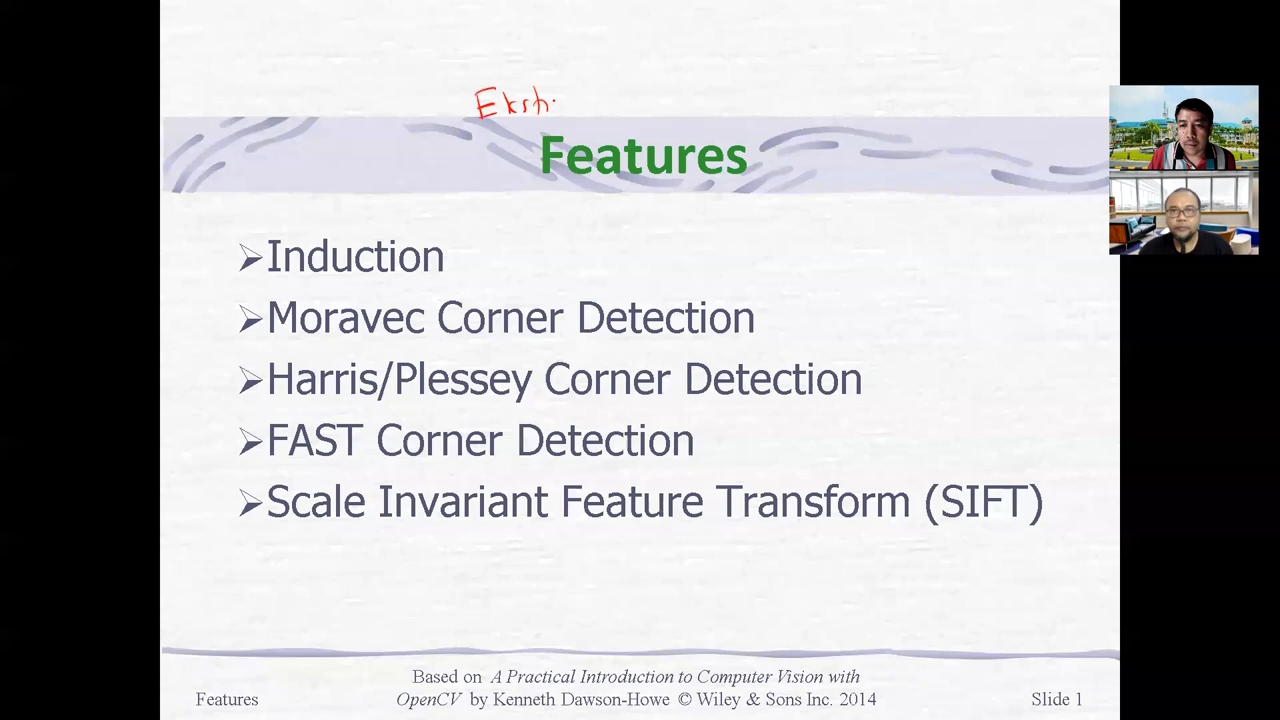 Ekstr.
Features
Induction
Moravec Corner Detection
Harris/Plessey Corner Detection
FAST Corner Detection
Scale Invariant Feature Transform (SIFT)
Based on A Practical Introduction to Computer Vision with
OpenCV by Kenneth Dawson-Howe © Wiley & Sons Inc. 2014
Features
Slide 1